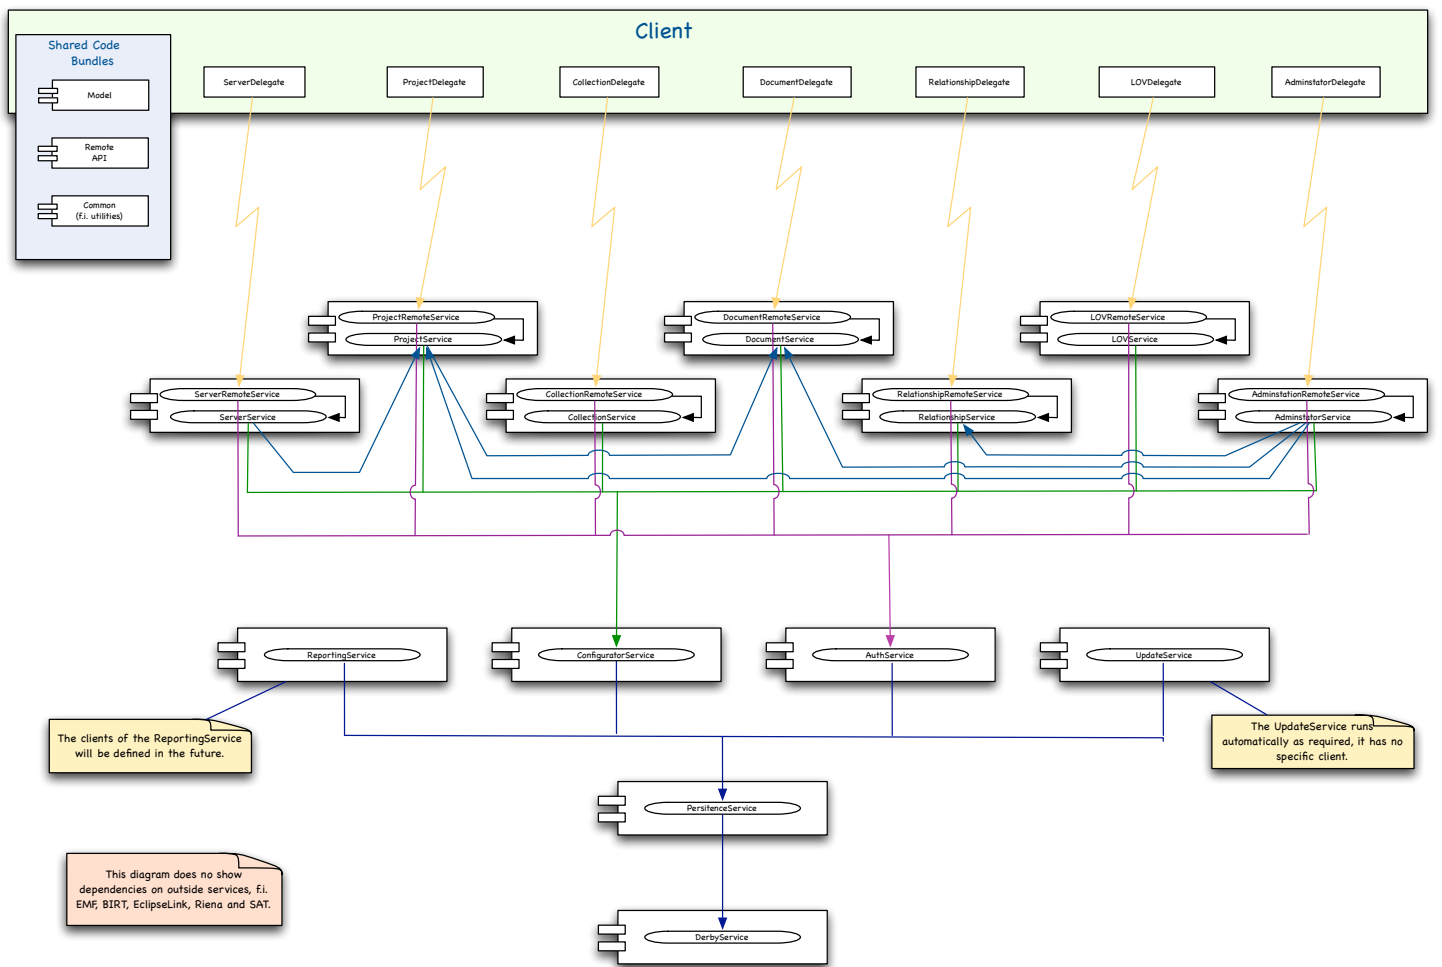 Client
Shared Code
Bundles
Model
Remote
API
Common
(f.i. utilities)
ServerDelegate
ProjectDelegate
CollectionDelegate
DocumentDelegate
RelationshipDelegate
LOVDelegate
AdminstatorDelegate
ProjectRemoteService
ProjectService
DocumentRemoteService
DocumentService
LOVRemoteService
LOVService
ServerRemoteService
ServerService
CollectionRemoteService
CollectionService
RelationshipRemoteService
RelationshipService
AdminstationRemoteService
AdminstatorService
ReportingService
ConfiguratorService
AuthService
UpdateService
The clients of the ReportingService
will be defined in the future.
The UpdateService runs
automatically as required, it has no
specific client.
PersitenceService
This diagram does no show
dependencies on outside services, f.i.
EMF, BIRT, EclipseLink, Riena and SAT.
DerbyService